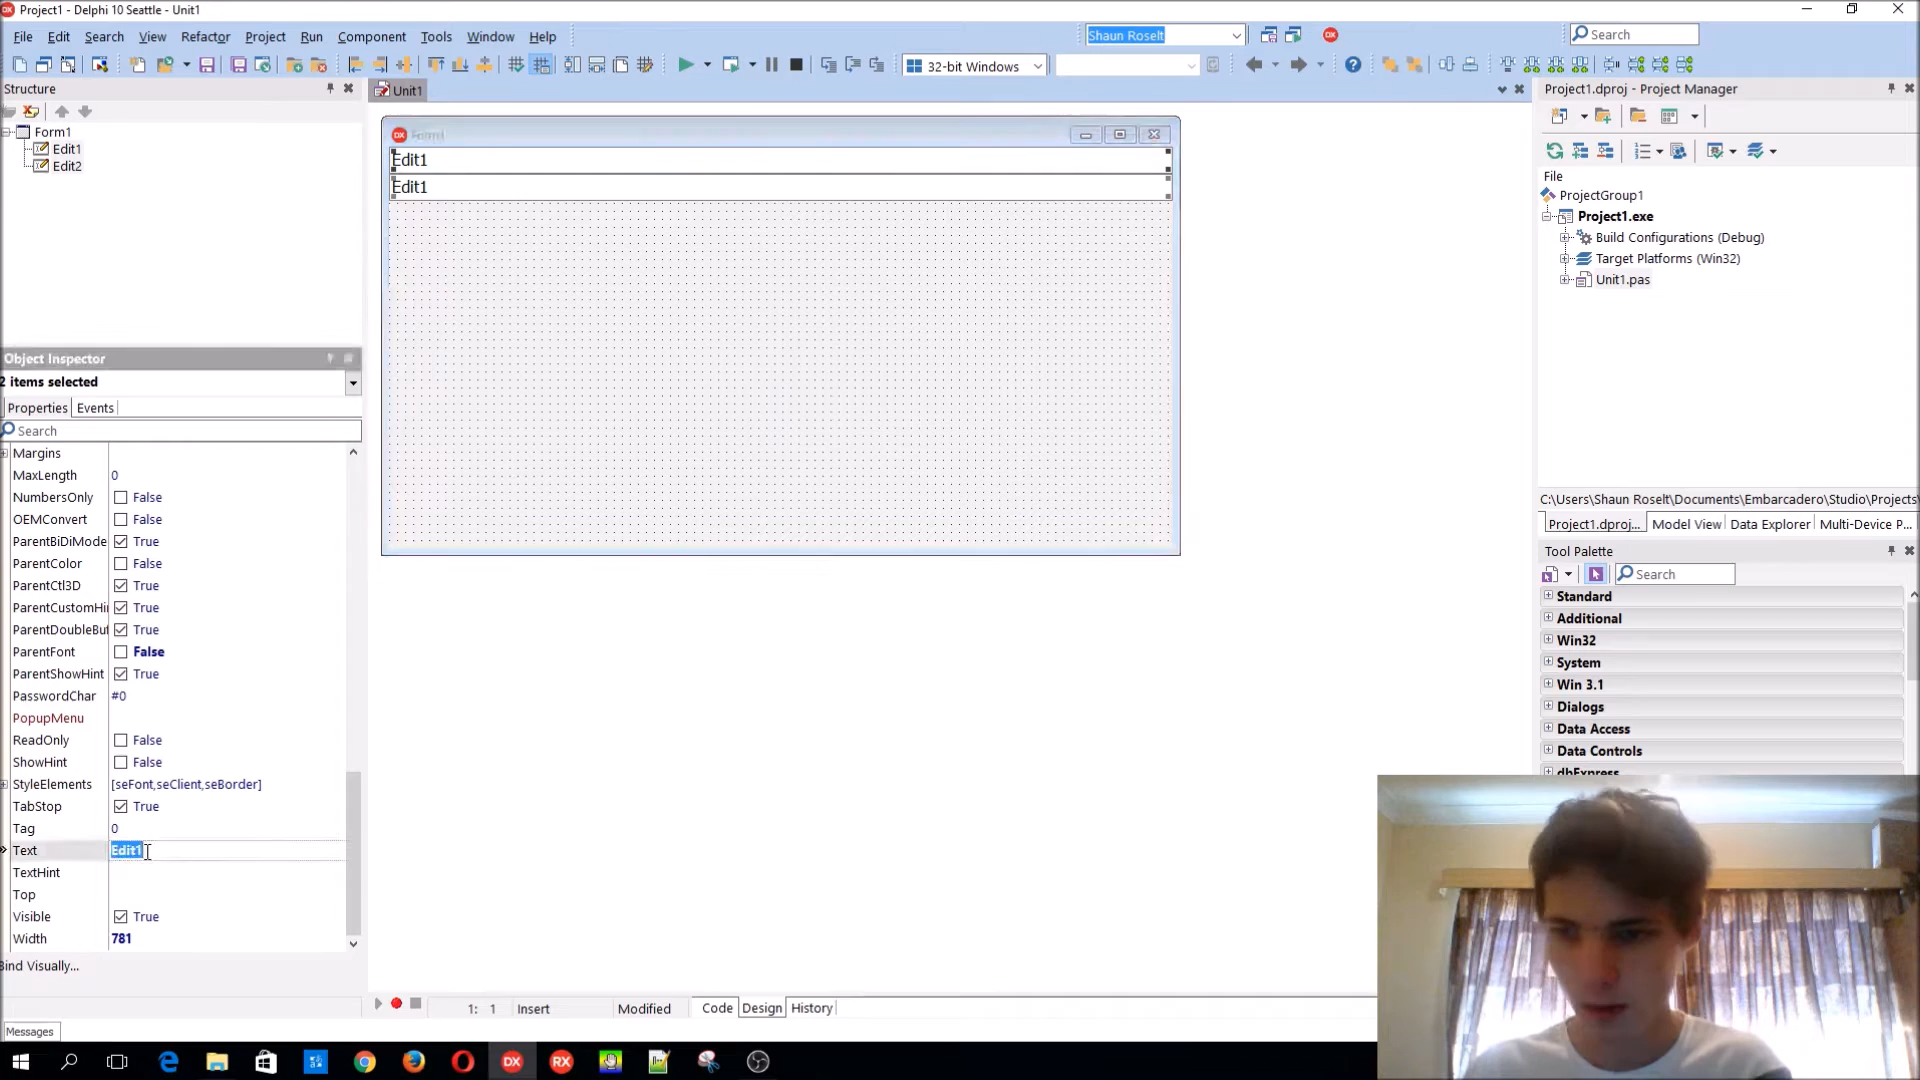 Project1 - Delphi 10 Seattle - Unit1
File Edit Search View Refactor Project Run Component Tools Window Help
Shaun Roselt
Search
32-bit Windows
Structure
Form1
Edit1
Edit2
Unit1
Form1
Edit1
Edit1
Object Inspector
2 items selected
Properties Events
Search
Margins
MaxLength 0
NumbersOnly False
OEMConvert False
ParentBiDiMode True
ParentColor False
ParentCtl3D True
ParentCustomHi True
ParentDoubleBuf True
ParentFont False
ParentShowHint True
PasswordChar #0
PopupMenu
ReadOnly False
ShowHint False
StyleElements [seFont,seClient,seBorder]
TabStop True
Tag 0
Text Edit1
TextHint
Top
Visible True
Width 781
Bind Visually...
1: 1 Insert Modified Code Design History
Messages
Project1.dproj - Project Manager
File
ProjectGroup1
Project1.exe
Build Configurations (Debug)
Target Platforms (Win32)
Unit1.pas
C:\Users\Shaun Roselt\Documents\Embarcadero\Studio\Projects\
Project1.dproj... Model View Data Explorer Multi-Device P...
Tool Palette
Search
Standard
Additional
Win32
System
Win 3.1
Dialogs
Data Access
Data Controls
dbExpress
DX
RX